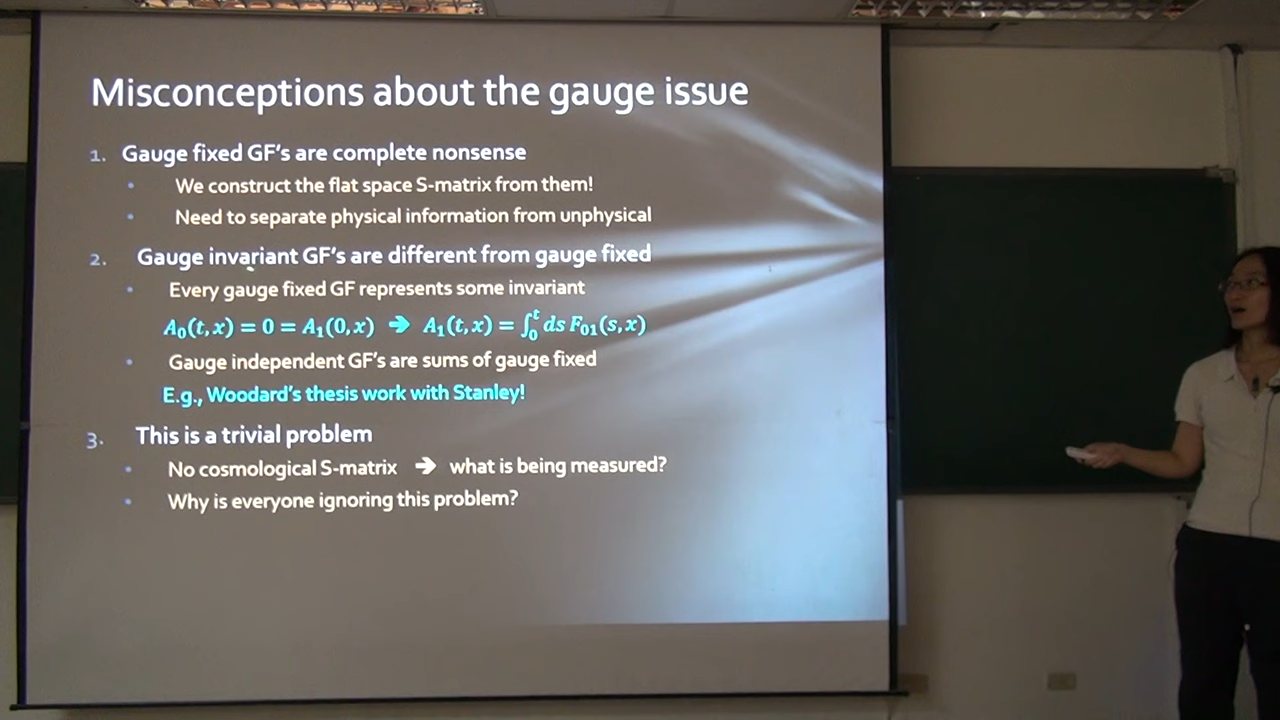 Misconceptions about the gauge issue
1. Gauge fixed GF's are complete nonsense
• We construct the flat space S-matrix from them!
• Need to separate physical information from unphysical
2. Gauge invariant GF's are different from gauge fixed
• Every gauge fixed GF represents some invariant
A₀(t,x) = 0 = A₁(0,x) ➔ A₁(t,x) = ∫₀ᵗ ds F₀₁(s,x)
• Gauge independent GF's are sums of gauge fixed
E.g., Woodard's thesis work with Stanley!
3. This is a trivial problem
• No cosmological S-matrix ➔ what is being measured?
• Why is everyone ignoring this problem?